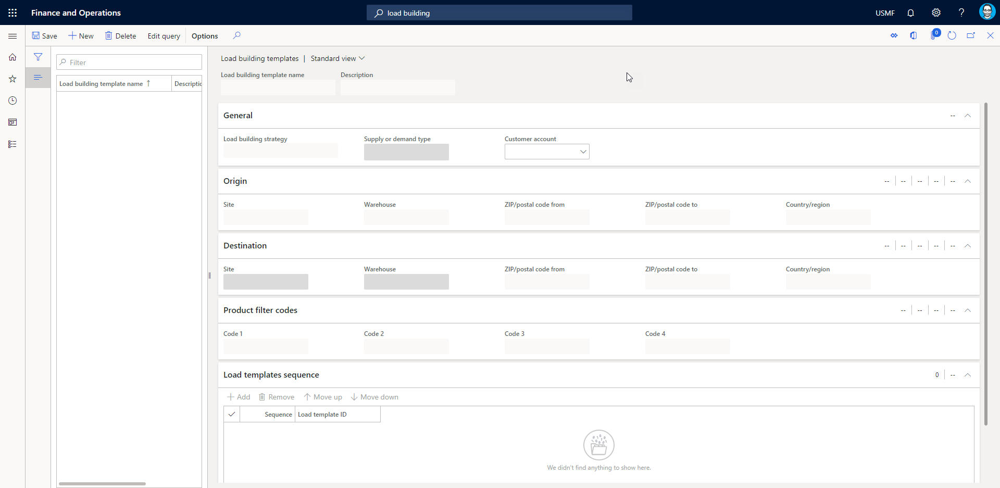 Finance and Operations
load building
USMF
Save
New
Delete
Edit query
Options
0
Filter
Load building template name ↑
Descriptic
Load building templates | Standard view
Load building template name
Description
General
--
Load building strategy
Supply or demand type
Customer account
Origin
-- | -- | -- | -- | --
Site
Warehouse
ZIP/postal code from
ZIP/postal code to
Country/region
Destination
-- | -- | -- | -- | --
Site
Warehouse
ZIP/postal code from
ZIP/postal code to
Country/region
Product filter codes
-- | -- | -- | --
Code 1
Code 2
Code 3
Code 4
Load templates sequence
0 | --
Add
Remove
Move up
Move down
Sequence
Load template ID
We didn't find anything to show here.